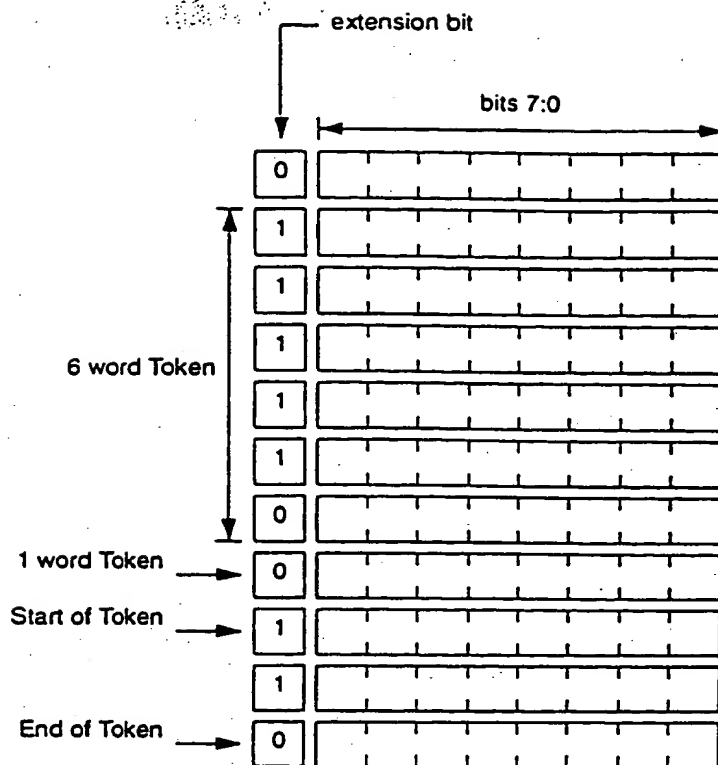 extension bit
bits 7:0
0
1
1
1
6 word Token
1
1
0
1 word Token
0
Start of Token
1
1
End of Token
0